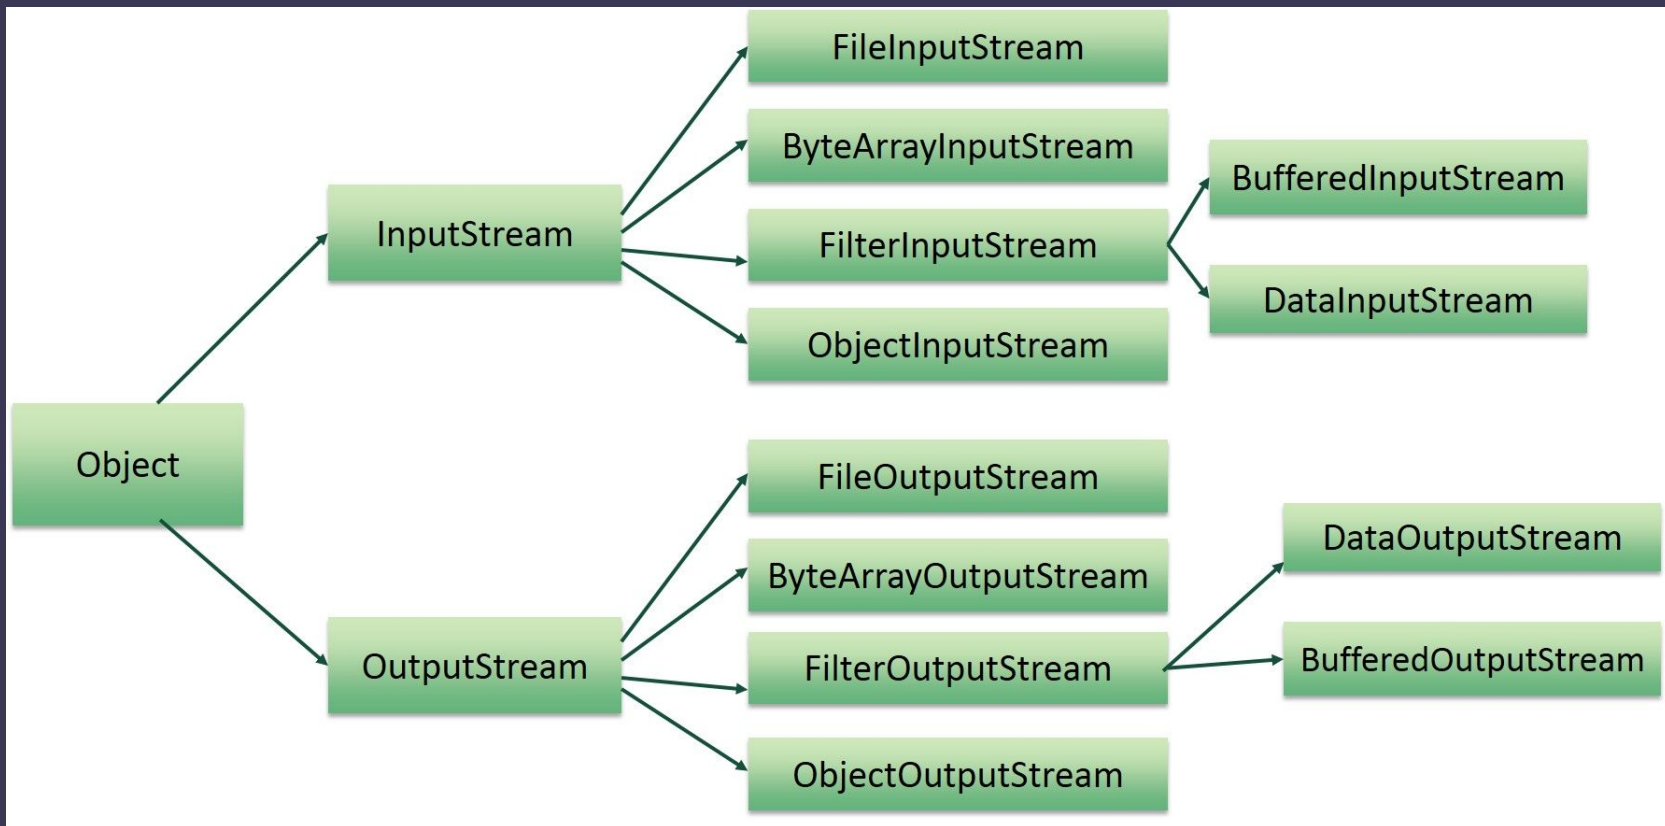 Object
InputStream
FileInputStream
ByteArrayInputStream
FilterInputStream
ObjectInputStream
BufferedInputStream
DataInputStream
OutputStream
FileOutputStream
ByteArrayOutputStream
FilterOutputStream
ObjectOutputStream
DataOutputStream
BufferedOutputStream